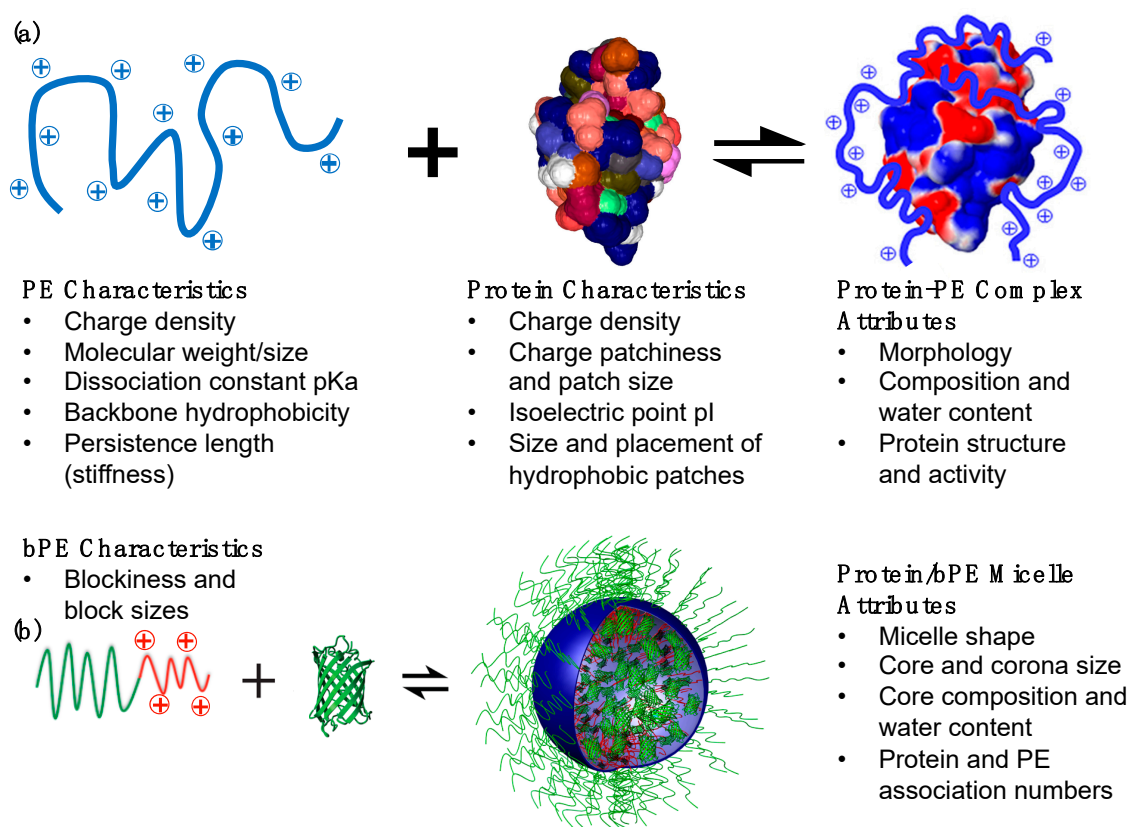 (a)
PE Characteristics
• Charge density
• Molecular weight/size
• Dissociation constant pKa
• Backbone hydrophobicity
• Persistence length
(stiffness)
Protein Characteristics
• Charge density
• Charge patchiness
and patch size
• Isoelectric point pI
• Size and placement of
hydrophobic patches
Protein-PE Complex
Attributes
• Morphology
• Composition and
water content
• Protein structure
and activity
bPE Characteristics
• Blockiness and
block sizes
(b)
Protein/bPE Micelle
Attributes
• Micelle shape
• Core and corona size
• Core composition and
water content
• Protein and PE
association numbers